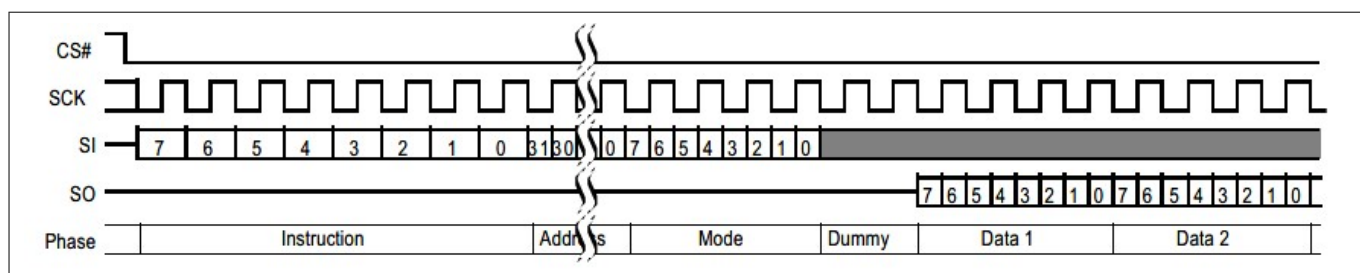 CS#
SCK
SI 7 6 5 4 3 2 1 0 31 30 0 7 6 5 4 3 2 1 0
SO 7 6 5 4 3 2 1 0 7 6 5 4 3 2 1 0
Phase Instruction Address Mode Dummy Data 1 Data 2